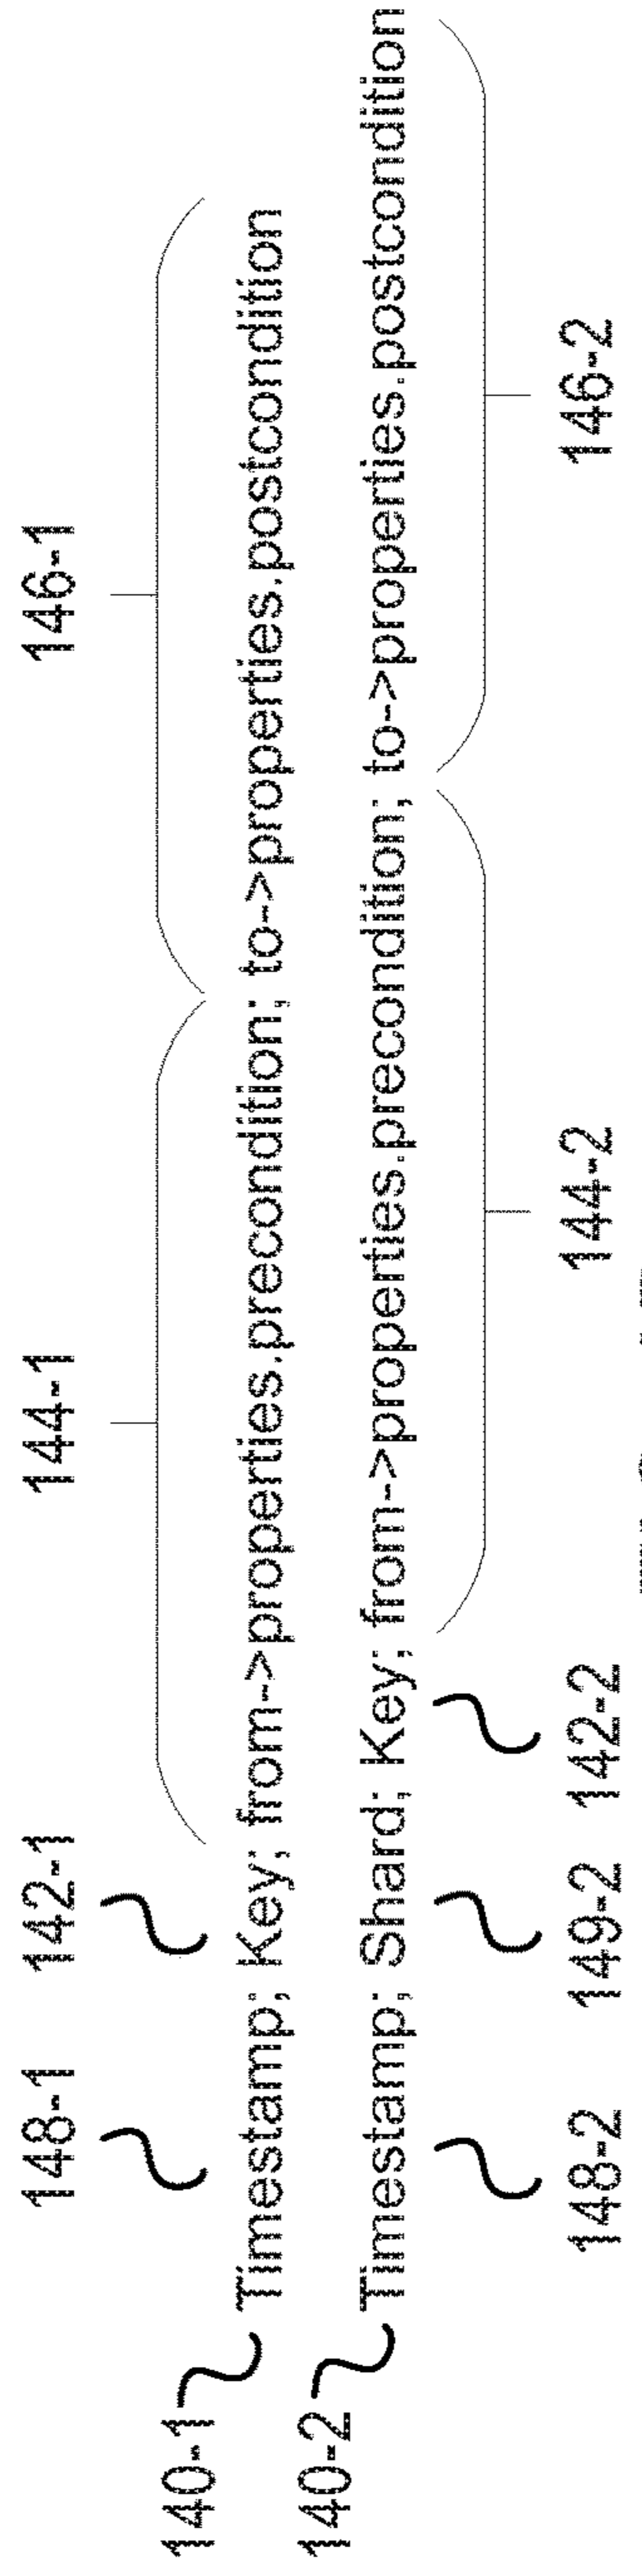 148-1 142-1 144-1 146-1
140-1 Timestamp; Key; from->properties.precondition; to->properties.postcondition
140-2 Timestamp; Shard; Key; from->properties.precondition; to->properties.postcondition
148-2 149-2 142-2 144-2 146-2